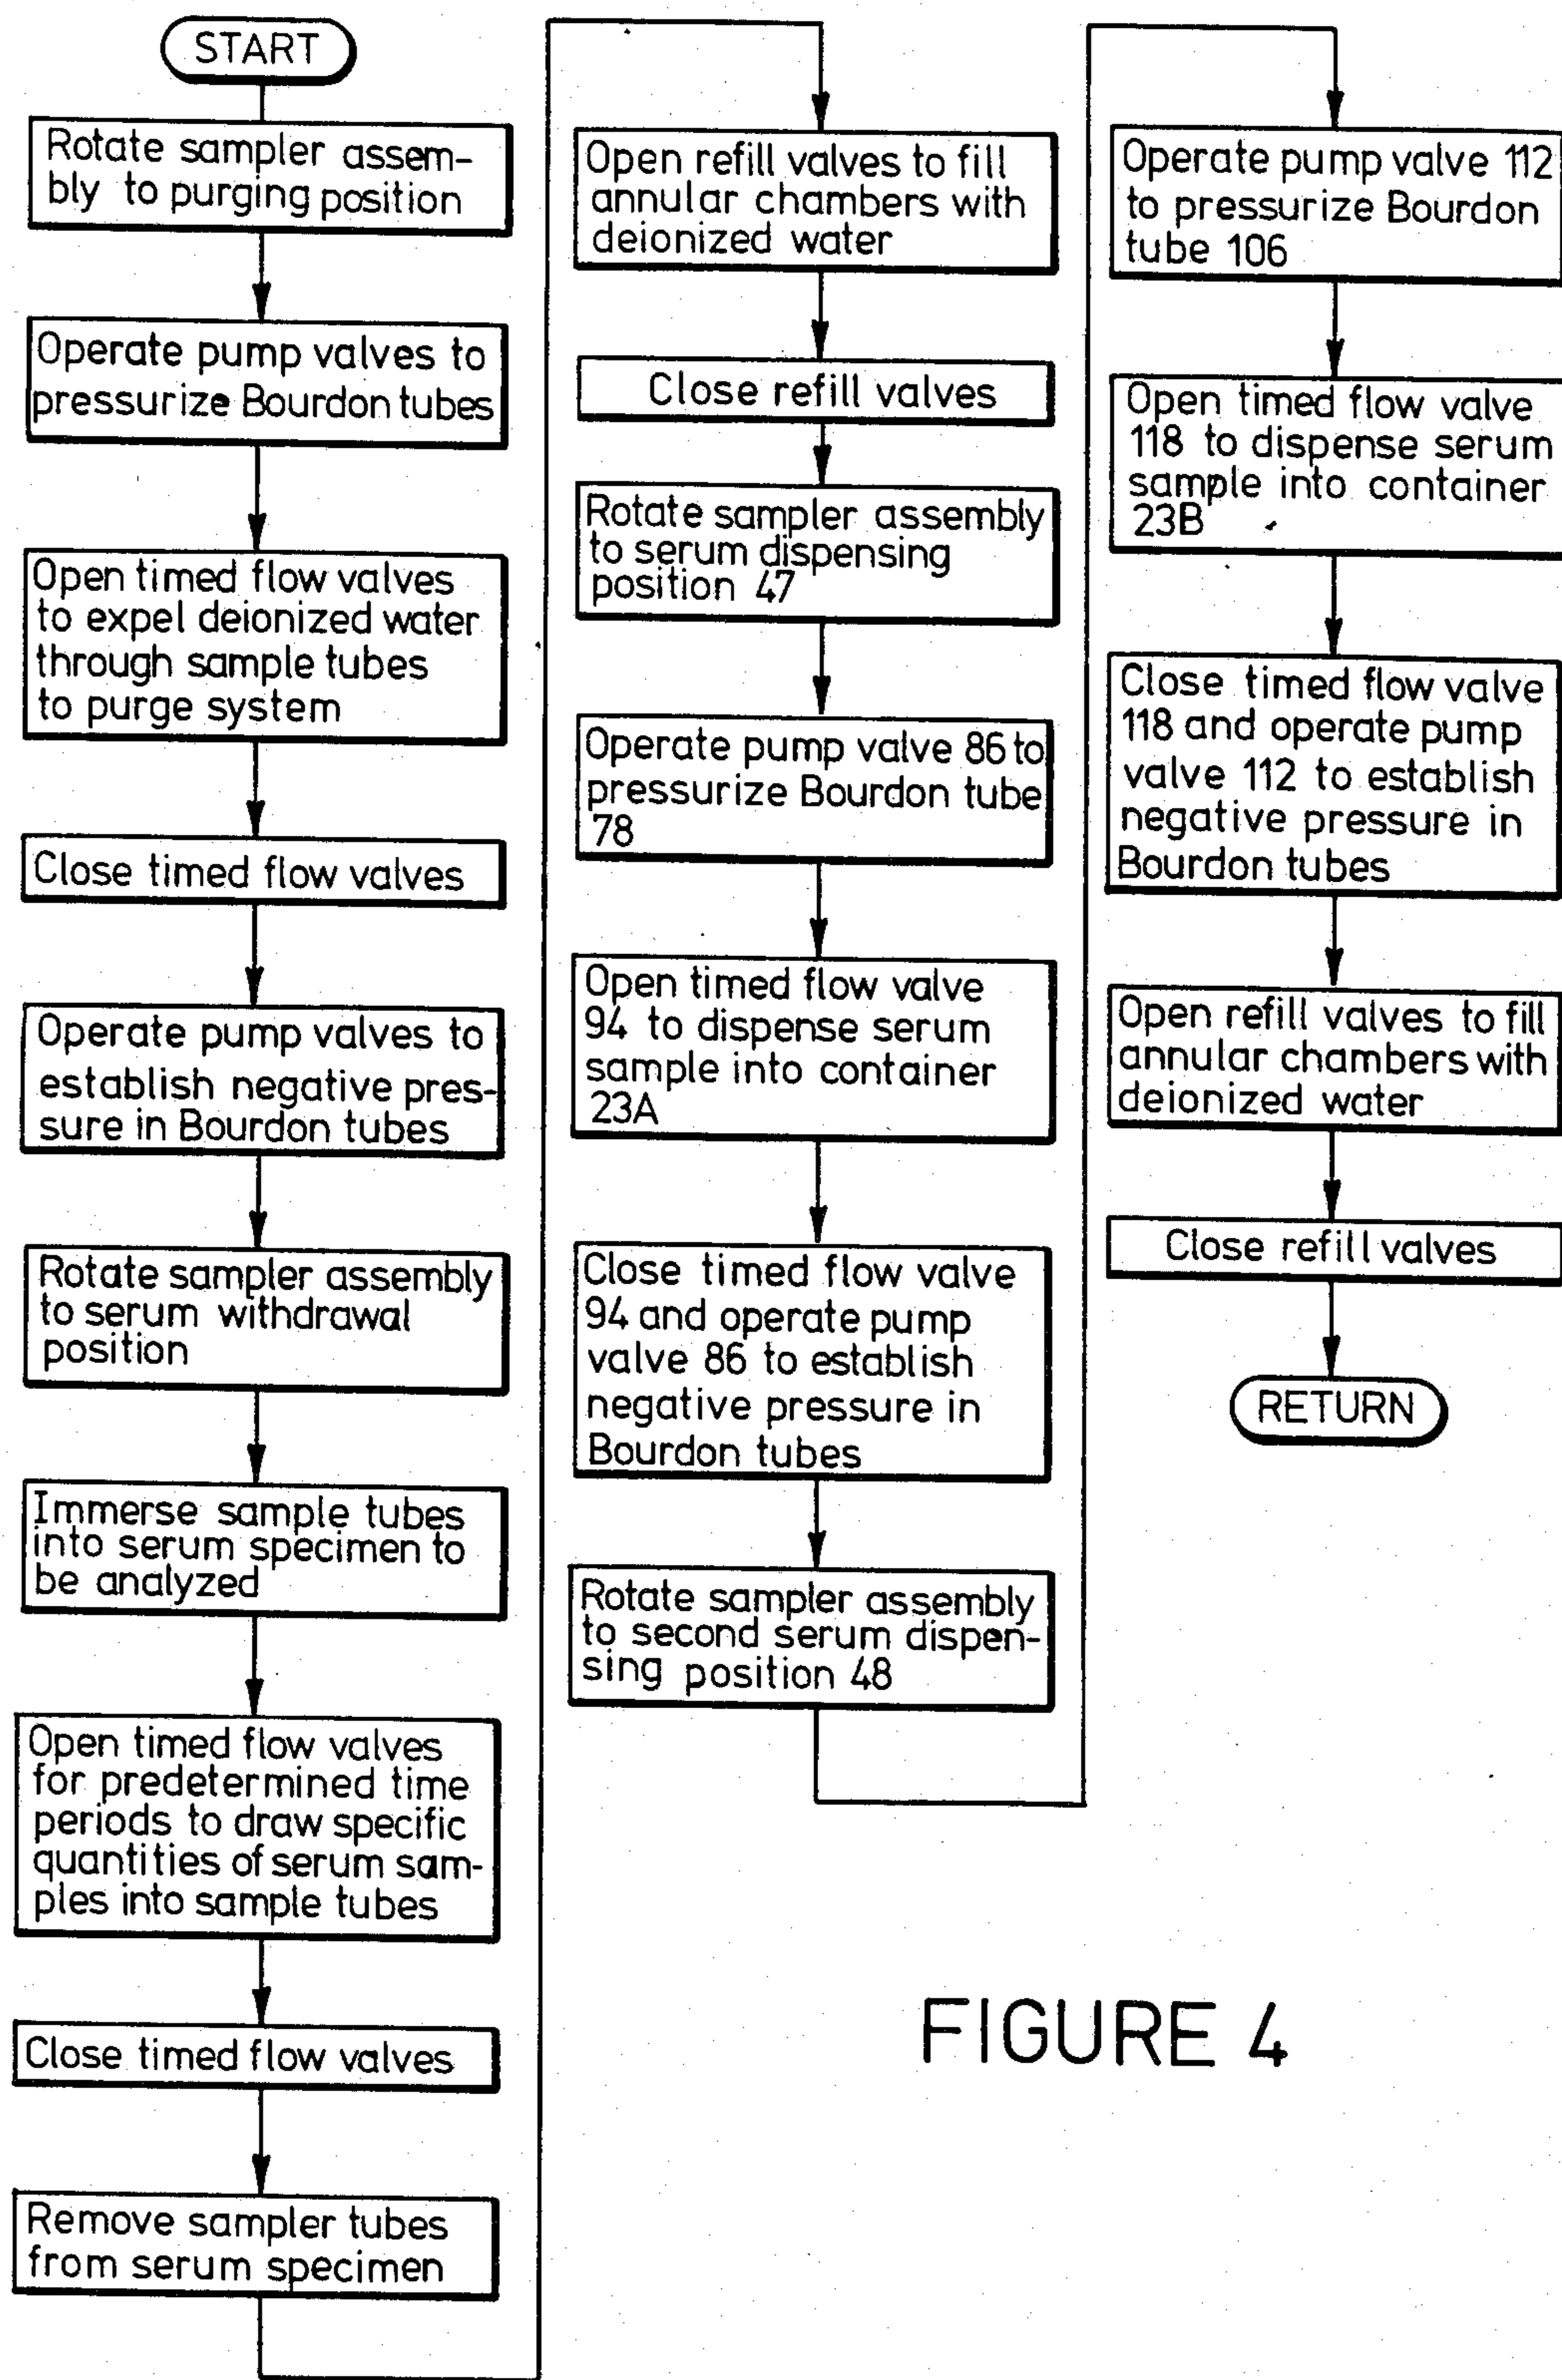 START
Rotate sampler assem-
bly to purging position
Operate pump valves to
pressurize Bourdon tubes
Open timed flow valves
to expel deionized water
through sample tubes
to purge system
Close timed flow valves
Operate pump valves to
establish negative pres-
sure in Bourdon tubes
Rotate sampler assembly
to serum withdrawal
position
Immerse sample tubes
into serum specimen to
be analyzed
Open timed flow valves
for predetermined time
periods to draw specific
quantities of serum sam-
ples into sample tubes
Close timed flow valves
Remove sampler tubes
from serum specimen
Open refill valves to fill
annular chambers with
deionized water
Close refill valves
Rotate sampler assembly
to serum dispensing
position 47
Operate pump valve 86 to
pressurize Bourdon tube
78
Open timed flow valve
94 to dispense serum
sample into container
23A
Close timed flow valve
94 and operate pump
valve 86 to establish
negative pressure in
Bourdon tubes
Rotate sampler assembly
to second serum dispen-
sing position 48
Operate pump valve 112
to pressurize Bourdon
tube 106
Open timed flow valve
118 to dispense serum
sample into container
23B
Close timed flow valve
118 and operate pump
valve 112 to establish
negative pressure in
Bourdon tubes
Open refill valves to fill
annular chambers with
deionized water
Close refill valves
RETURN
FIGURE 4